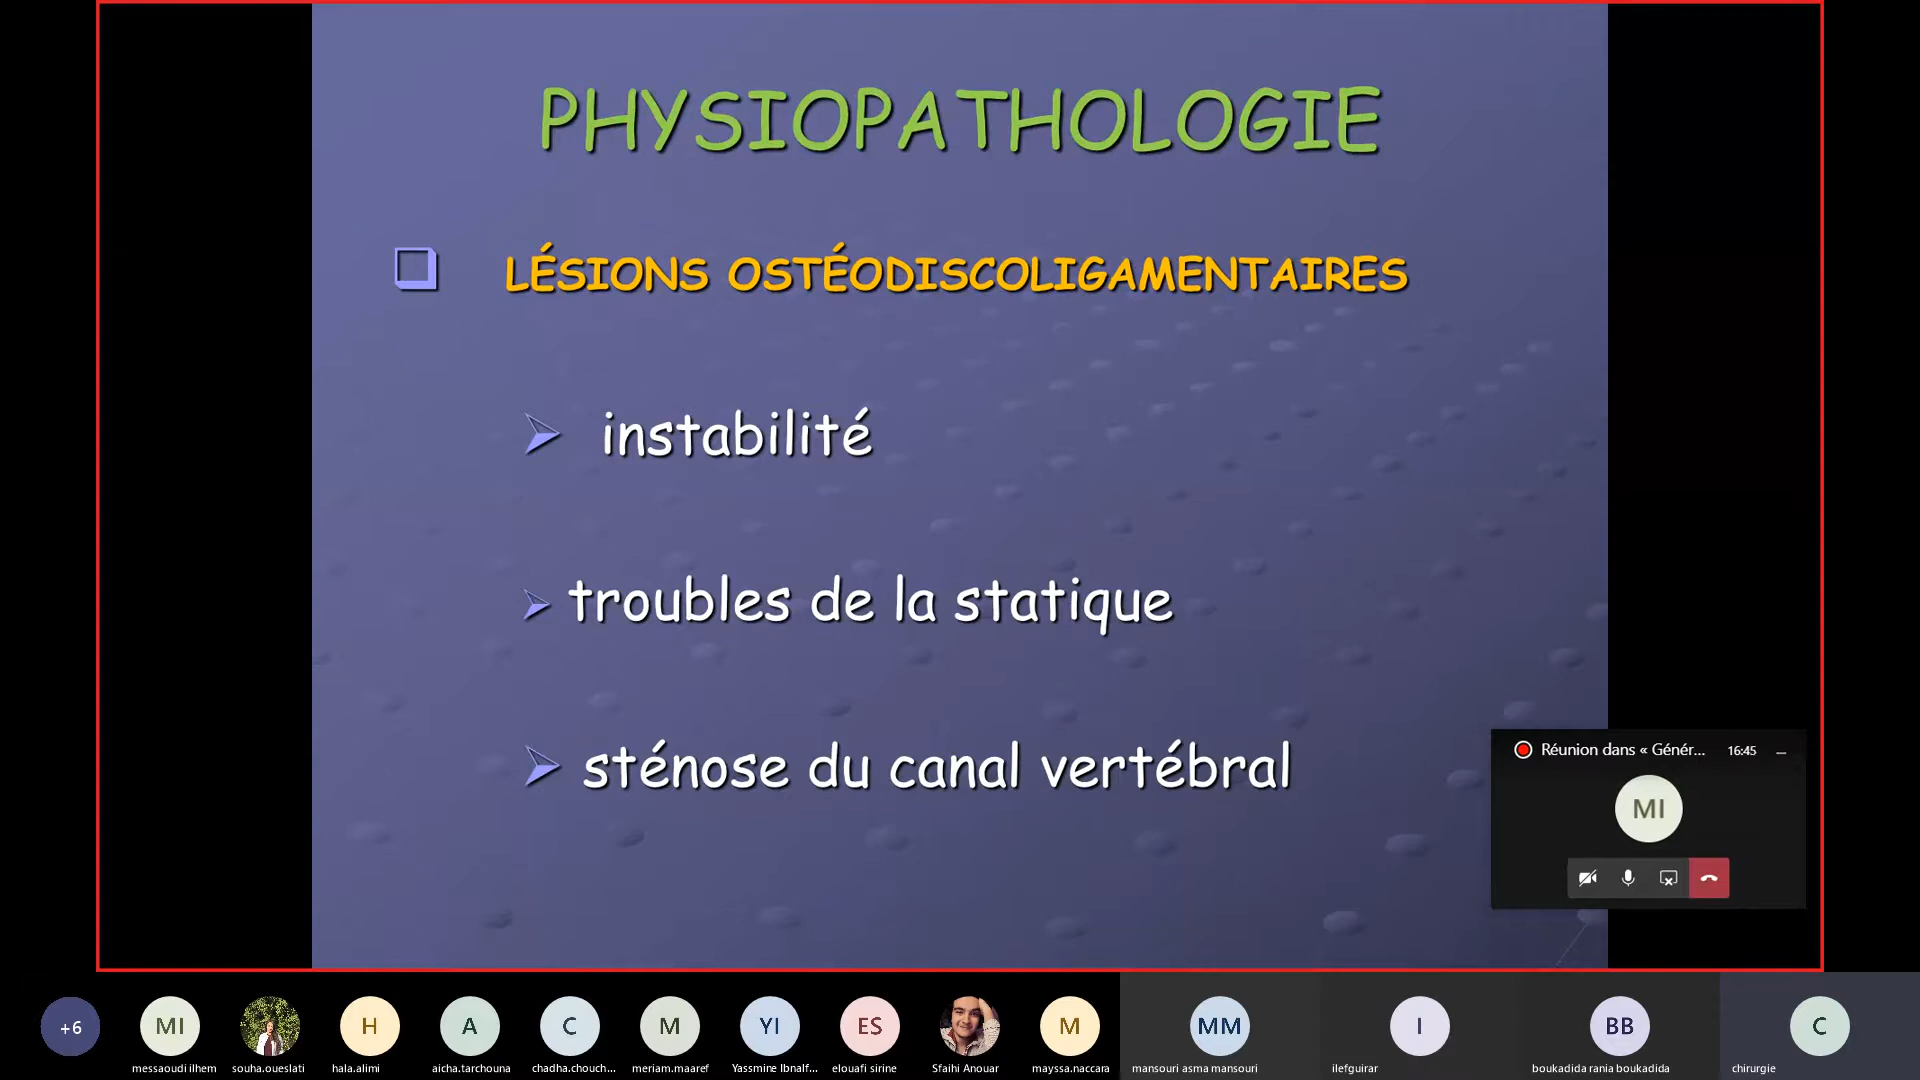 PHYSIOPATHOLOGIE
LÉSIONS OSTÉODISCOLIGAMENTAIRES
instabilité
troubles de la statique
sténose du canal vertébral
Réunion dans « Génér... 16:45
MI
+6 MI H A C M YI ES M MM I BB C
messaoudi ilhem souha.oueslati hala.alimi aicha.tarchouna chadha.chouch... meriam.maaref Yassmine Ibnalf... elouafi sirine Sfaihi Anouar mayssa.naccara mansouri asma mansouri ilefguirar boukadida rania boukadida chirurgie